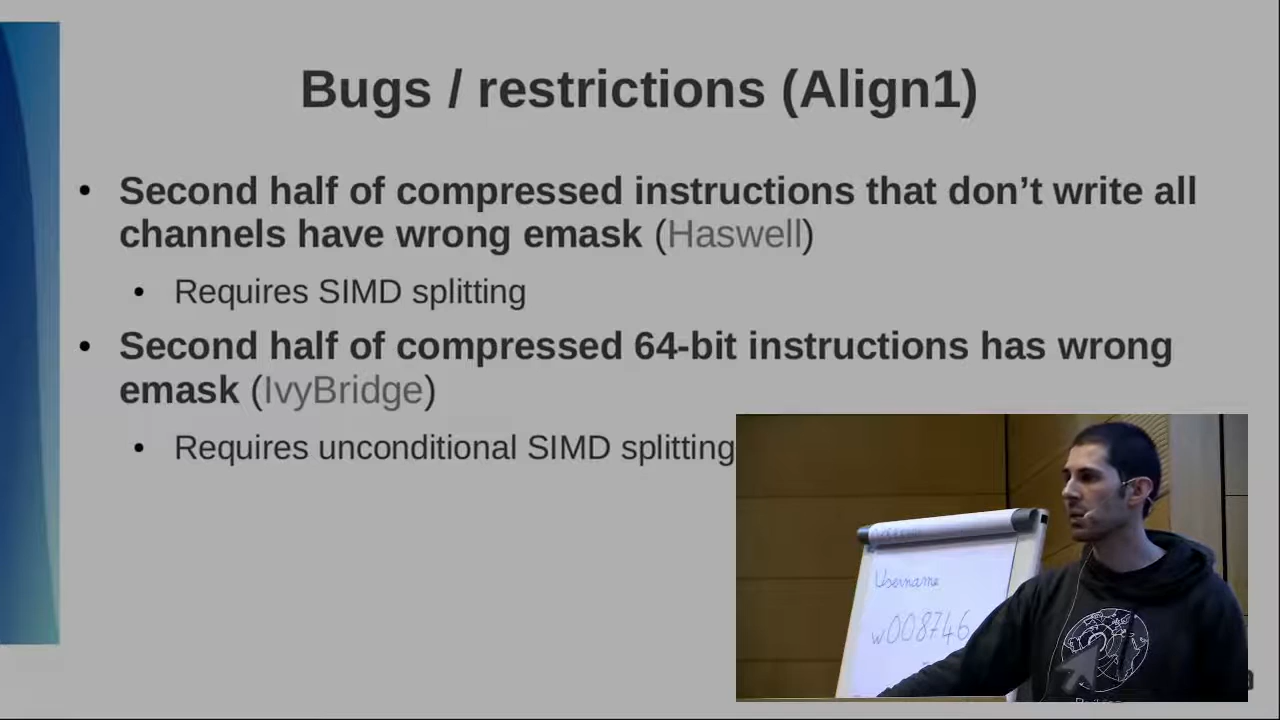 Bugs / restrictions (Align1)
• Second half of compressed instructions that don’t write all
channels have wrong emask (Haswell)
• Requires SIMD splitting
• Second half of compressed 64-bit instructions has wrong
emask (IvyBridge)
• Requires unconditional SIMD splitting
Username
w008746